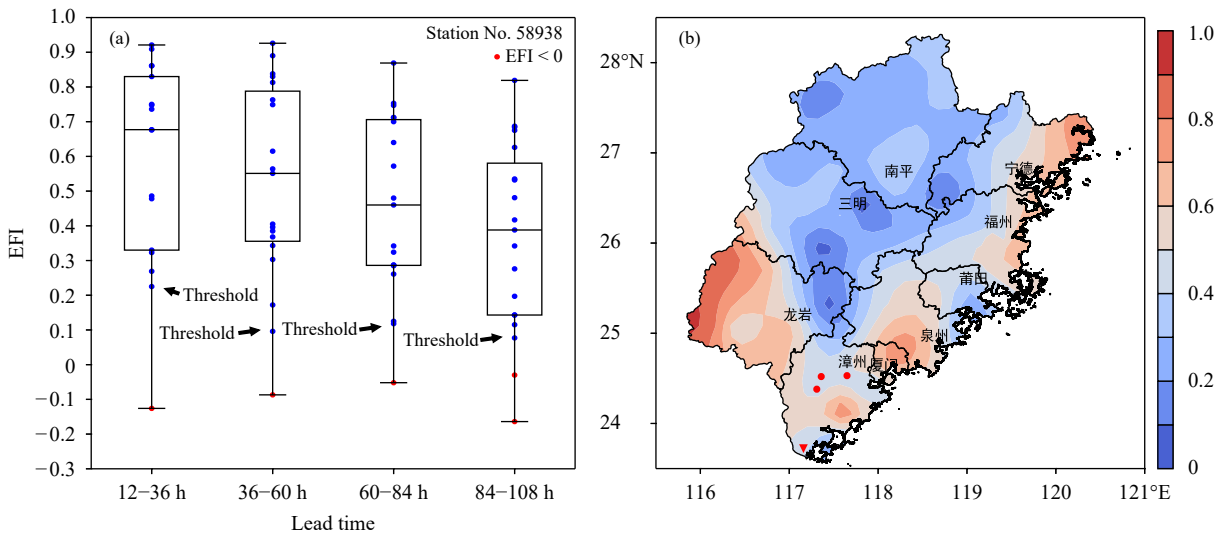 (a)
Station No. 58938
EFI < 0
1.0
0.9
0.8
0.7
0.6
0.5
0.4
0.3
0.2
0.1
0
−0.1
−0.2
−0.3
EFI
Threshold
Threshold
Threshold
Threshold
12−36 h
36−60 h
60−84 h
84−108 h
Lead time
(b)
28°N
27
26
25
24
南平
宁德
三明
福州
莆田
龙岩
泉州
漳州
厦门
116
117
118
119
120
121°E
1.0
0.8
0.6
0.4
0.2
0